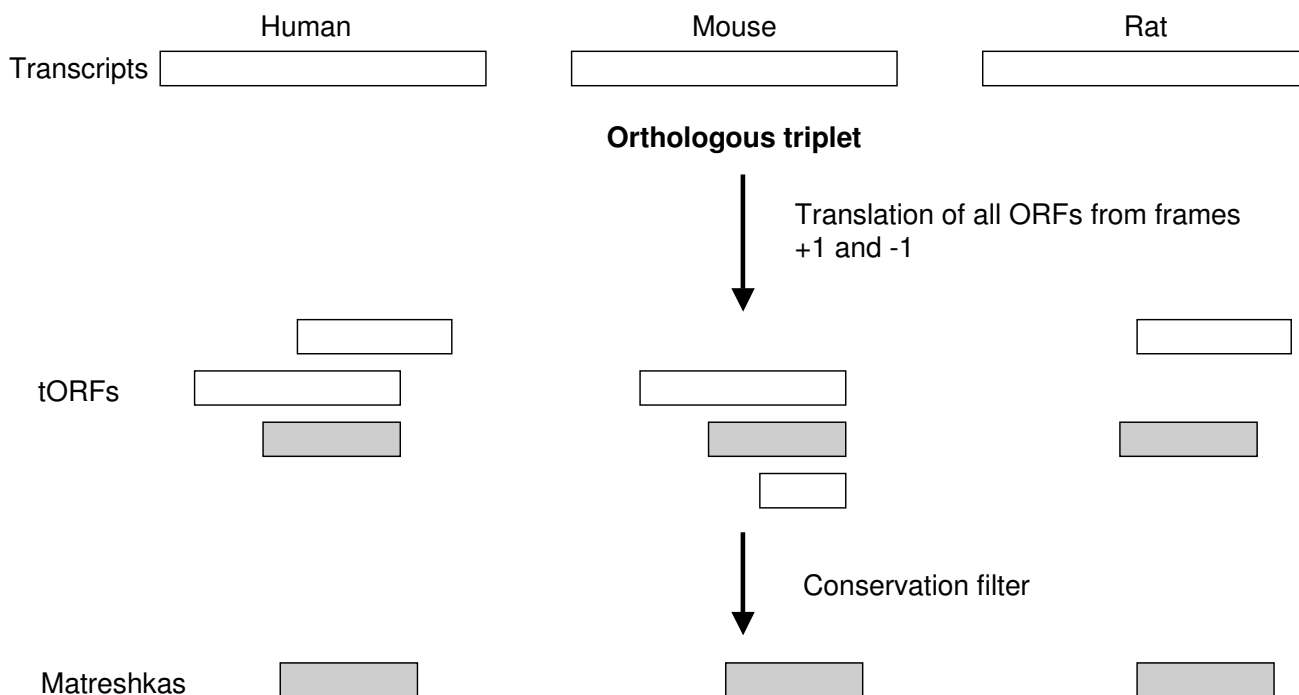 Human
Mouse
Rat
Transcripts
Orthologous triplet
Translation of all ORFs from frames
+1 and -1
tORFs
Conservation filter
Matreshkas